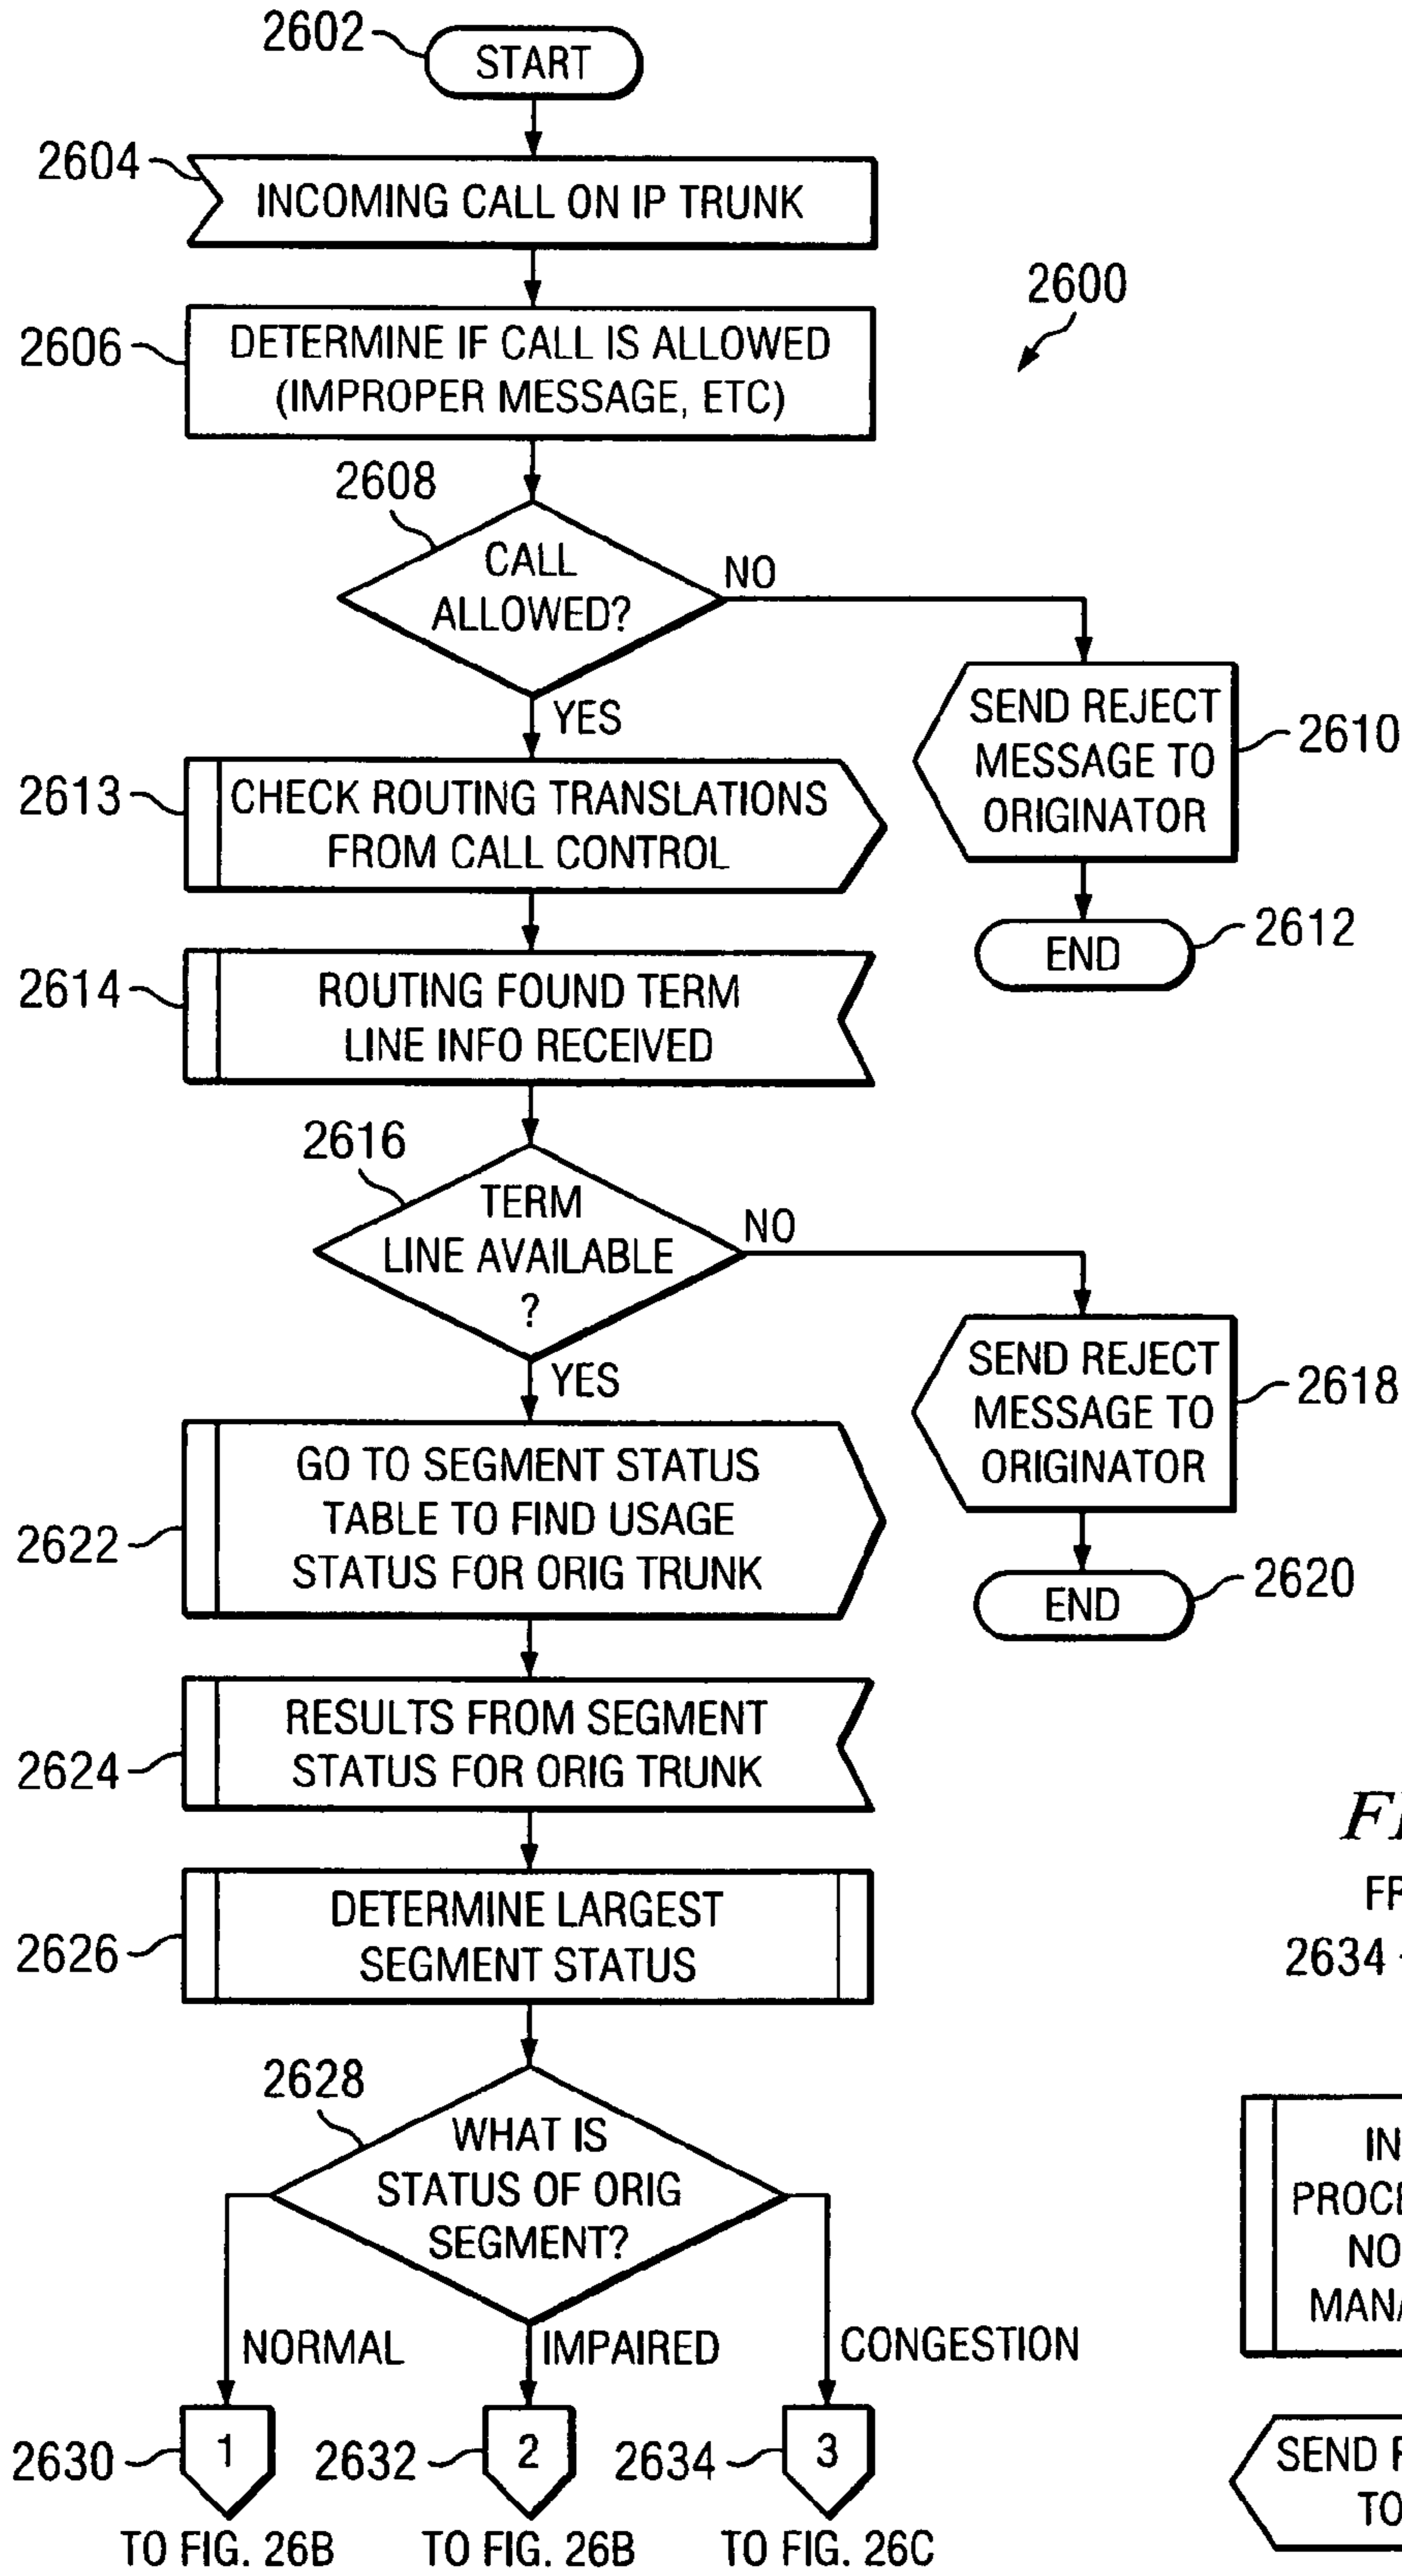 2602
START
2604
INCOMING CALL ON IP TRUNK
2600
2606
DETERMINE IF CALL IS ALLOWED
(IMPROPER MESSAGE, ETC)
2608
CALL
ALLOWED?
NO
YES
SEND REJECT
MESSAGE TO
ORIGINATOR
2610
2613
CHECK ROUTING TRANSLATIONS
FROM CALL CONTROL
END
2612
2614
ROUTING FOUND TERM
LINE INFO RECEIVED
2616
TERM
LINE AVAILABLE
?
NO
YES
SEND REJECT
MESSAGE TO
ORIGINATOR
2618
2622
GO TO SEGMENT STATUS
TABLE TO FIND USAGE
STATUS FOR ORIG TRUNK
END
2620
2624
RESULTS FROM SEGMENT
STATUS FOR ORIG TRUNK
2626
DETERMINE LARGEST
SEGMENT STATUS
2634
2628
WHAT IS
STATUS OF ORIG
SEGMENT?
NORMAL
IMPAIRED
CONGESTION
2630
1
2632
2
2634
3
TO FIG. 26B
TO FIG. 26B
TO FIG. 26C
SEND
TO